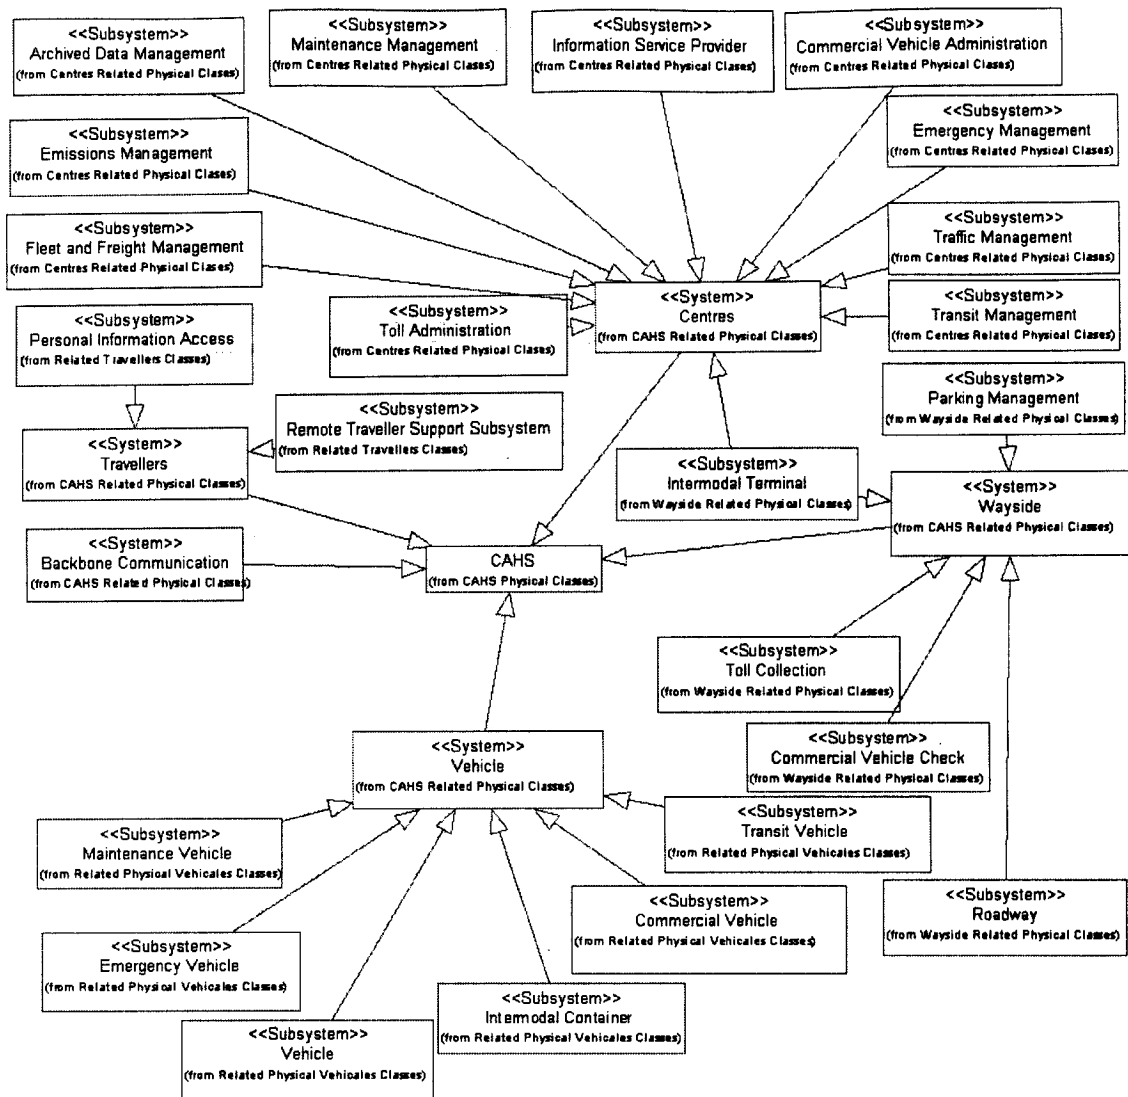 <<Subsystem>>
Archived Data Management
(from Centres Related Physical Clases)
<<Subsystem>>
Maintenance Management
(from Centres Related Physical Clases)
<<Subsystem>>
Information Service Provider
(from Centres Related Physical Clases)
<<Subsystem>>
Commercial Vehicle Administration
(from Centres Related Physical Clases)
<<Subsystem>>
Emergency Management
(from Centres Related Physical Clases)
<<Subsystem>>
Emissions Management
(from Centres Related Physical Clases)
<<Subsystem>>
Fleet and Freight Management
(from Centres Related Physical Clases)
<<Subsystem>>
Traffic Management
(from Centres Related Physical Clases)
<<Subsystem>>
Toll Administration
(from Centres Related Physical Clases)
<<System>>
Centres
(from CAHS Related Physical Classes)
<<Subsystem>>
Transit Management
(from Centres Related Physical Clases)
<<Subsystem>>
Personal Information Access
(from Related Travellers Classes)
<<Subsystem>>
Parking Management
(from Wayside Related Physical Classes)
<<Subsystem>>
Remote Traveller Support Subsystem
(from Related Travellers Classes)
<<System>>
Travellers
(from CAHS Related Physical Classes)
<<Subsystem>>
Intermodal Terminal
(from Wayside Related Physical Classes)
<<System>>
Wayside
(from CAHS Related Physical Classes)
<<System>>
Backbone Communication
(from CAHS Related Physical Classes)
CAHS
(from CAHS Physical Classes)
<<Subsystem>>
Toll Collection
(from Wayside Related Physical Classes)
<<Subsystem>>
Commercial Vehicle Check
(from Wayside Related Physical Classes)
<<System>>
Vehicle
(from CAHS Related Physical Classes)
<<Subsystem>>
Transit Vehicle
(from Related Physical Vehicales Classes)
<<Subsystem>>
Maintenance Vehicle
(from Related Physical Vehicales Classes)
<<Subsystem>>
Commercial Vehicle
(from Related Physical Vehicales Classes)
<<Subsystem>>
Roadway
(from Wayside Related Physical Classes)
<<Subsystem>>
Emergency Vehicle
(from Related Physical Vehicales Classes)
<<Subsystem>>
Intermodal Container
(from Related Physical Vehicales Classes)
<<Subsystem>>
Vehicle
(from Related Physical Vehicales Classes)